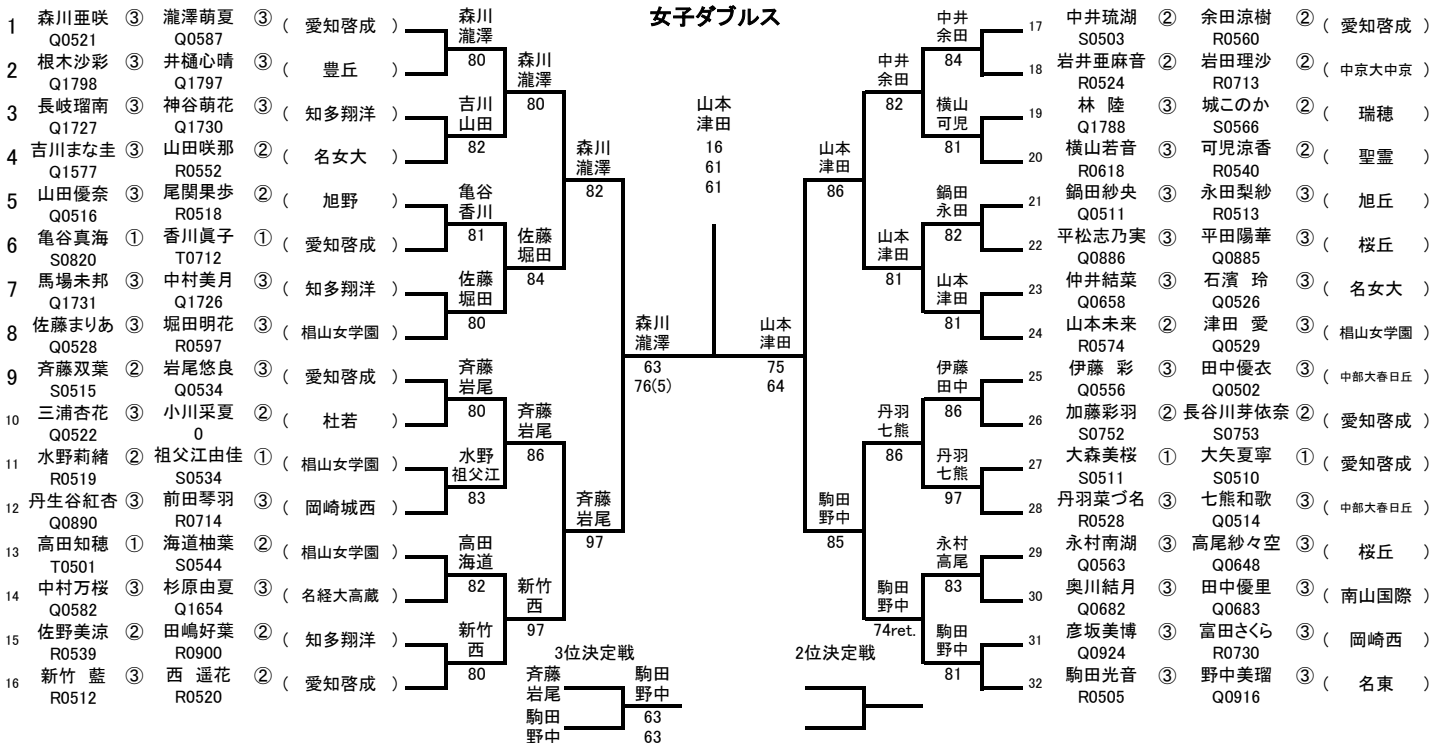 女子ダブルス
1 森川亜咲 ③ 瀧澤萌夏 ③ ( 愛知啓成 )
Q0521 Q0587
2 根木沙彩 ③ 井樋心晴 ③ ( 豊丘 )
Q1798 Q1797
3 長岐瑠南 ③ 神谷萌花 ③ ( 知多翔洋 )
Q1727 Q1730
4 吉川まな圭 ③ 山田咲那 ② ( 名女大 )
Q1577 R0552
5 山田優奈 ③ 尾関果歩 ② ( 旭野 )
Q0516 R0518
6 亀谷真海 ① 香川眞子 ① ( 愛知啓成 )
S0820 T0712
7 馬場未邦 ③ 中村美月 ③ ( 知多翔洋 )
Q1731 Q1726
8 佐藤まりあ ③ 堀田明花 ③ ( 椙山女学園 )
Q0528 R0597
9 斉藤双葉 ② 岩尾悠良 ③ ( 愛知啓成 )
S0515 Q0534
10 三浦杏花 ③ 小川采夏 ② ( 杜若 )
Q0522 0
11 水野莉緒 ② 祖父江由佳 ① ( 椙山女学園 )
R0519 S0534
12 丹生谷紅杏 ③ 前田琴羽 ③ ( 岡崎城西 )
Q0890 R0714
13 高田知穂 ① 海道柚葉 ② ( 椙山女学園 )
T0501 S0544
14 中村万桜 ③ 杉原由夏 ③ ( 名経大高蔵 )
Q0582 Q1654
15 佐野美涼 ② 田嶋好葉 ② ( 知多翔洋 )
R0539 R0900
16 新竹 藍 ③ 西 遥花 ② ( 愛知啓成 )
R0512 R0520
森川
瀧澤
80
吉川
山田
82
亀谷
香川
81
佐藤
堀田
80
斉藤
岩尾
80
水野
祖父江
83
高田
海道
82
新竹
西
80
森川
瀧澤
80
佐藤
堀田
84
斉藤
岩尾
86
新竹
西
97
森川
瀧澤
82
斉藤
岩尾
97
森川
瀧澤
63
76(5)
山本
津田
16
61
61
山本
津田
75
64
山本
津田
86
駒田
野中
85
中井
余田
82
山本
津田
81
丹羽
七熊
86
駒田
野中
74ret.
中井
余田
84
横山
可児
81
鍋田
永田
82
山本
津田
81
伊藤
田中
86
丹羽
七熊
97
永村
高尾
83
駒田
野中
81
17 中井琉湖 ② 余田涼樹 ② ( 愛知啓成 )
S0503 R0560
18 岩井亜麻音 ② 岩田理沙 ② ( 中京大中京 )
R0524 R0713
19 林 陸 ③ 城このか ② ( 瑞穂 )
Q1788 S0566
20 横山若音 ③ 可児涼香 ② ( 聖霊 )
R0618 R0540
21 鍋田紗央 ③ 永田梨紗 ③ ( 旭丘 )
Q0511 R0513
22 平松志乃実 ③ 平田陽華 ③ ( 桜丘 )
Q0886 Q0885
23 仲井結菜 ③ 石濱 玲 ③ ( 名女大 )
Q0658 Q0526
24 山本未来 ② 津田 愛 ③ ( 椙山女学園 )
R0574 Q0529
25 伊藤 彩 ③ 田中優衣 ③ ( 中部大春日丘 )
Q0556 Q0502
26 加藤彩羽 ② 長谷川芽依奈 ② ( 愛知啓成 )
S0752 S0753
27 大森美桜 ① 大矢夏寧 ① ( 愛知啓成 )
S0511 S0510
28 丹羽菜づ名 ③ 七熊和歌 ③ ( 中部大春日丘 )
R0528 Q0514
29 永村南湖 ③ 高尾紗々空 ③ ( 桜丘 )
Q0563 Q0648
30 奥川結月 ③ 田中優里 ③ ( 南山国際 )
Q0682 Q0683
31 彦坂美博 ③ 富田さくら ③ ( 岡崎西 )
Q0924 R0730
32 駒田光音 ③ 野中美瑠 ③ ( 名東 )
R0505 Q0916
3位決定戦
斉藤
岩尾
駒田
野中
駒田
野中
63
63
2位決定戦